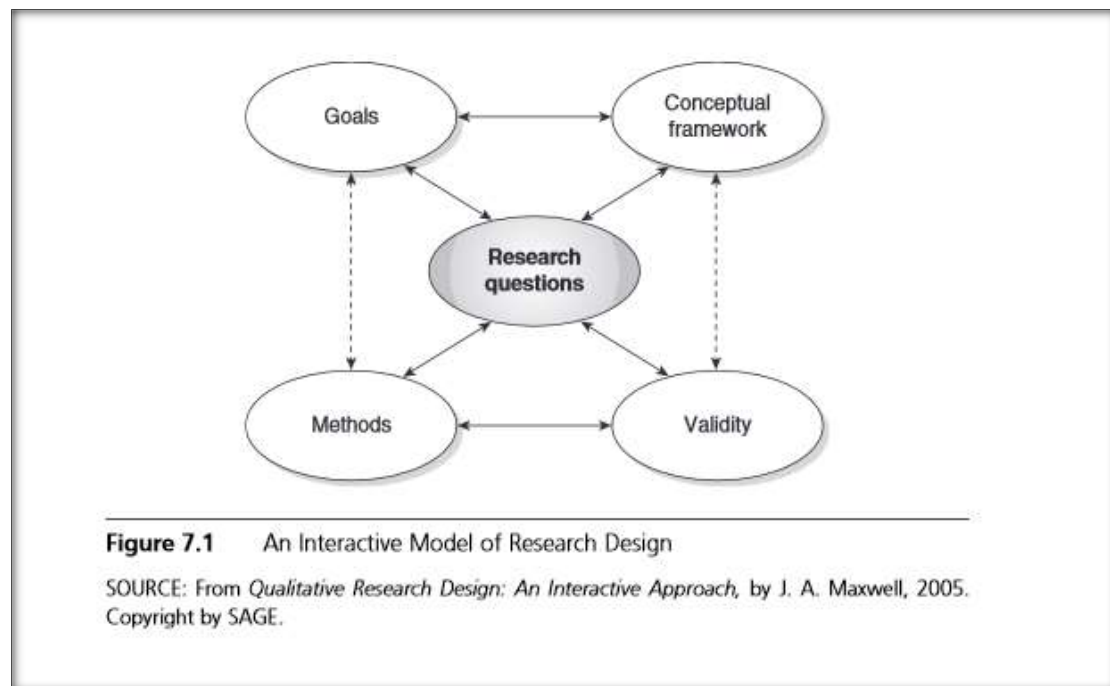 Goals
Conceptual
framework
Research
questions
Methods
Validity
Figure 7.1 An Interactive Model of Research Design
SOURCE: From Qualitative Research Design: An Interactive Approach, by J. A. Maxwell, 2005.
Copyright by SAGE.